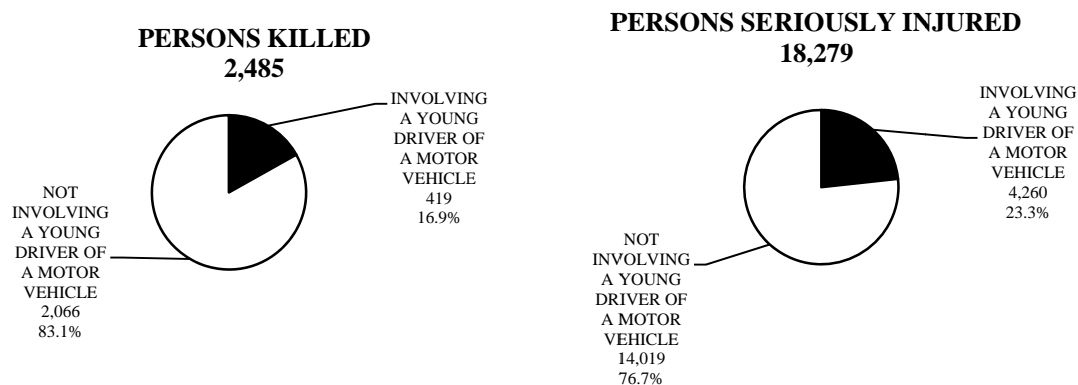 PERSONS KILLED
2,485
INVOLVING
A YOUNG
DRIVER OF
A MOTOR
VEHICLE
419
16.9%
NOT
INVOLVING
A YOUNG
DRIVER OF
A MOTOR
VEHICLE
2,066
83.1%
PERSONS SERIOUSLY INJURED
18,279
INVOLVING
A YOUNG
DRIVER OF
A MOTOR
VEHICLE
4,260
23.3%
NOT
INVOLVING
A YOUNG
DRIVER OF
A MOTOR
VEHICLE
14,019
76.7%